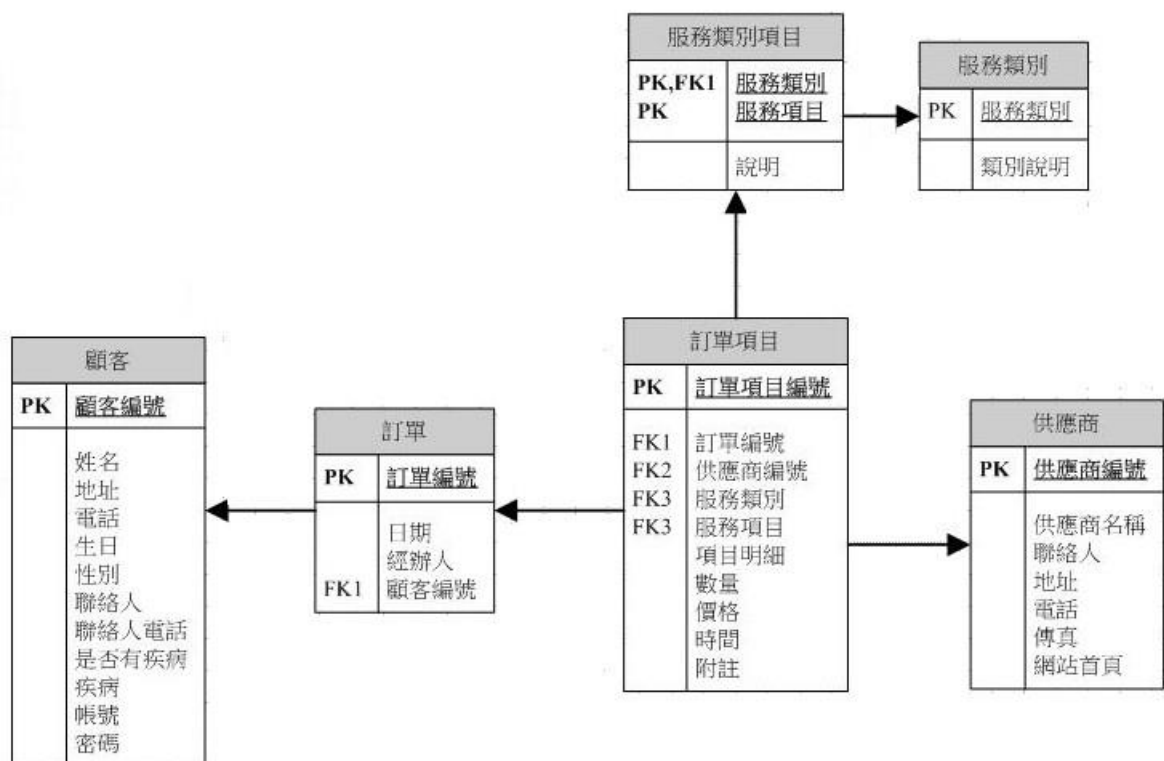 服務類別項目
PK,FK1 服務類別
PK 服務項目
說明
服務類別
PK 服務類別
類別說明
顧客
PK 顧客編號
姓名
地址
電話
生日
性別
聯絡人
聯絡人電話
是否有疾病
疾病
帳號
密碼
訂單
PK 訂單編號
日期
經辦人
FK1 顧客編號
訂單項目
PK 訂單項目編號
FK1 訂單編號
FK2 供應商編號
FK3 服務類別
FK3 服務項目
項目明細
數量
價格
時間
附註
供應商
PK 供應商編號
供應商名稱
聯絡人
地址
電話
傳真
網站首頁